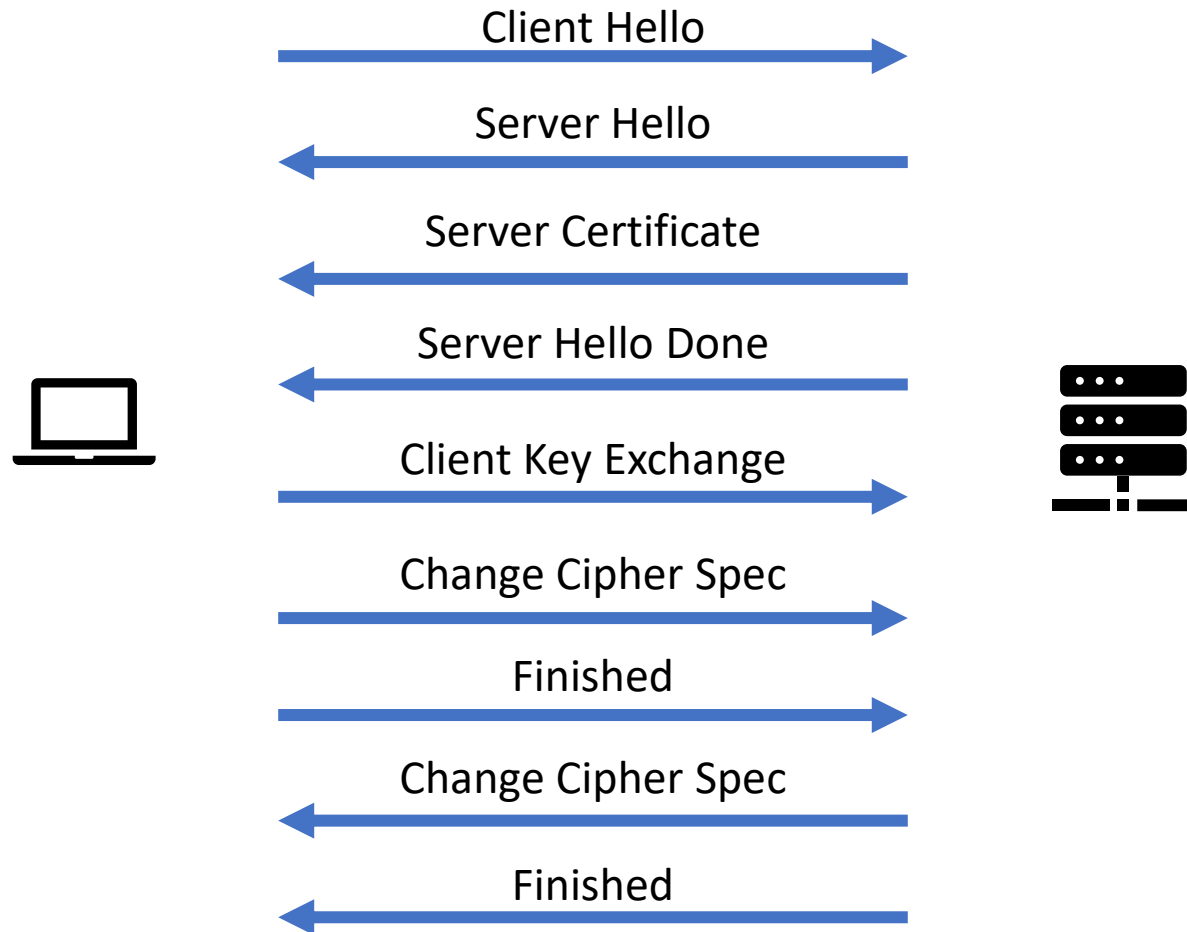 Client Hello
Server Hello
Server Certificate
Server Hello Done
Client Key Exchange
Change Cipher Spec
Finished
Change Cipher Spec
Finished